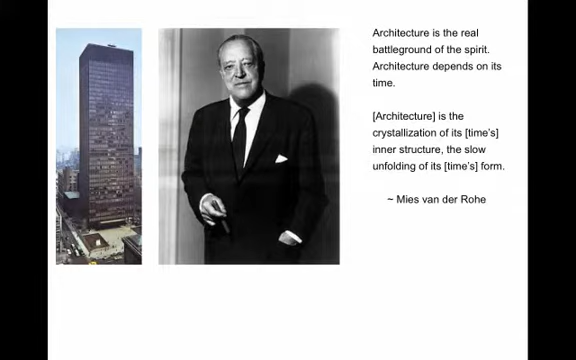 Architecture is the real
battleground of the spirit.
Architecture depends on its
time.
[Architecture] is the
crystallization of its [time's]
inner structure, the slow
unfolding of its [time's] form.
~ Mies van der Rohe